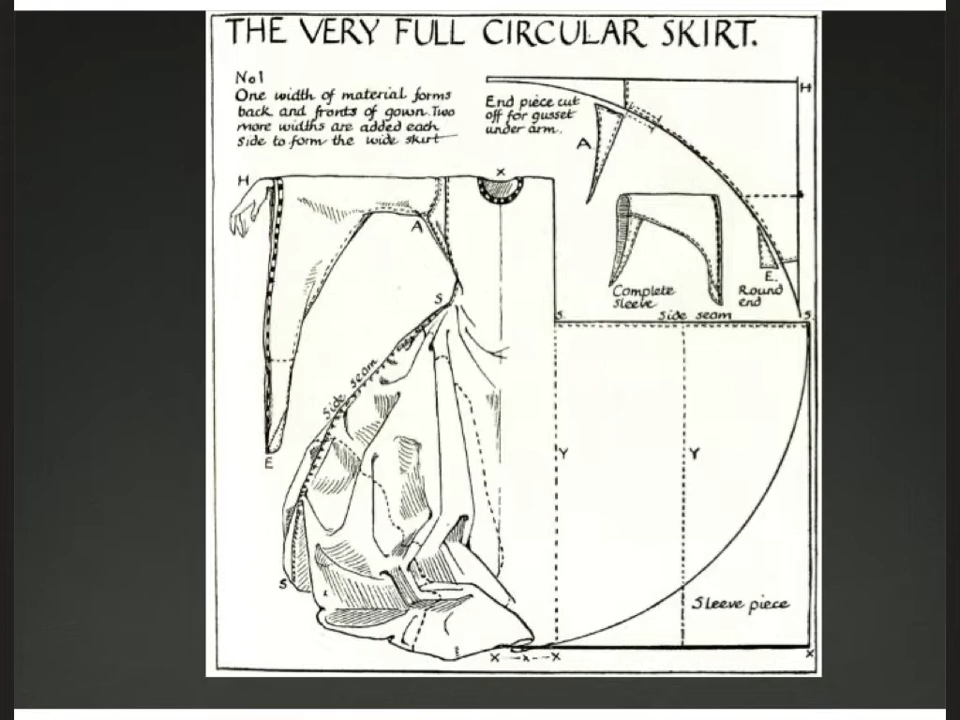 THE VERY FULL CIRCULAR SKIRT.
No1
One width of material forms
back and fronts of gown. Two
more widths are added each
side to form the wide skirt
End piece cut
off for gusset
under arm.
H
A
H
X
A
Complete
sleeve
E.
Round
end
S
S.
Side seam
S.
Side seam
Y
Y
E
S
Sleeve piece
X
X
X
X